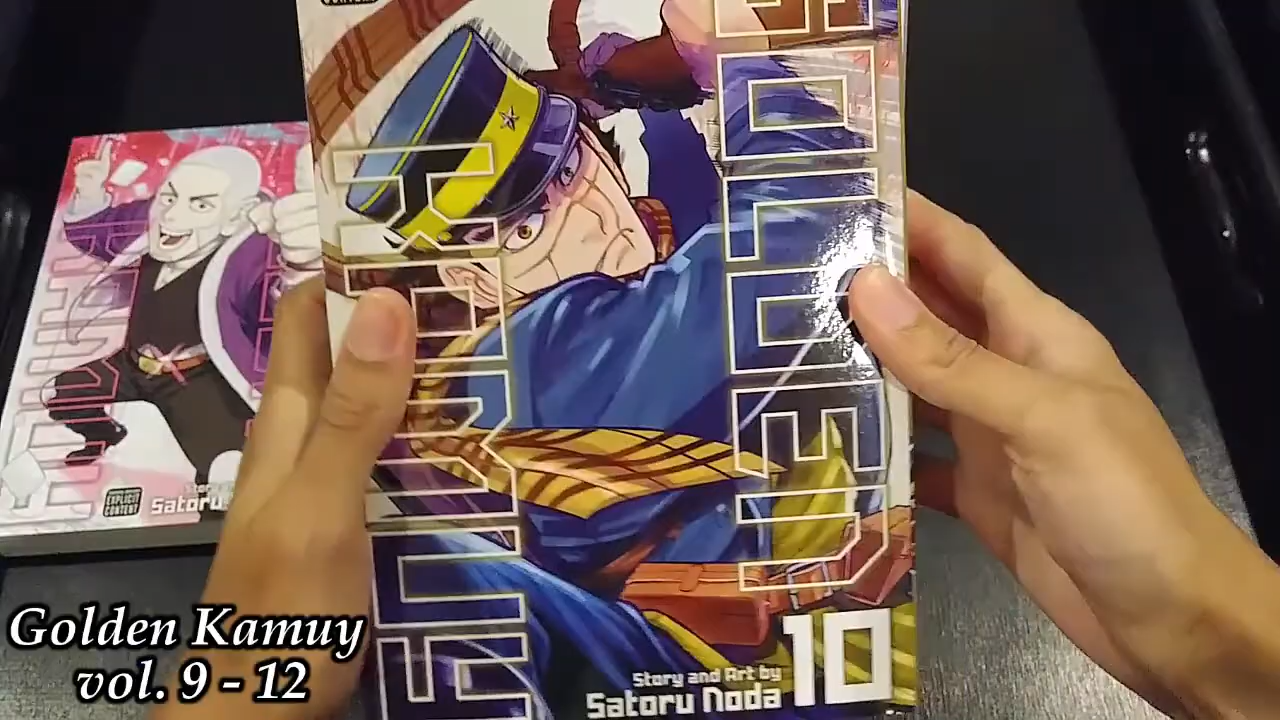 GOLDEN
KAMUY
10
Story and Art by
Satoru Noda
EXPLICIT
CONTENT
Satoru
Golden Kamuy
vol. 9 - 12